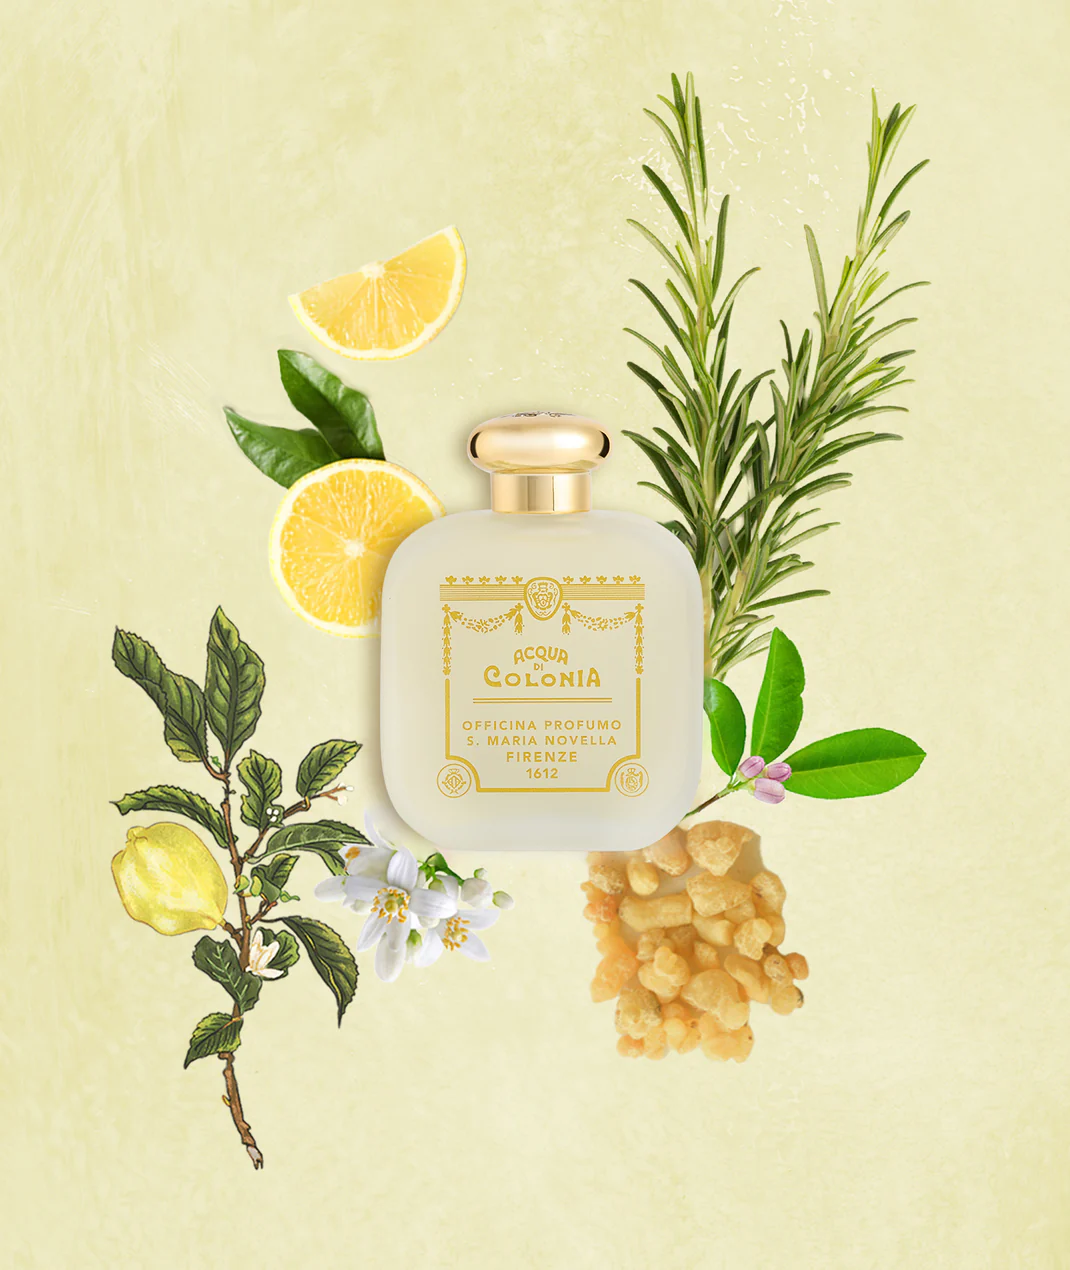 ACQUA
DI
COLONIA
OFFICINA PROFUMO
S. MARIA NOVELLA
FIRENZE
1612